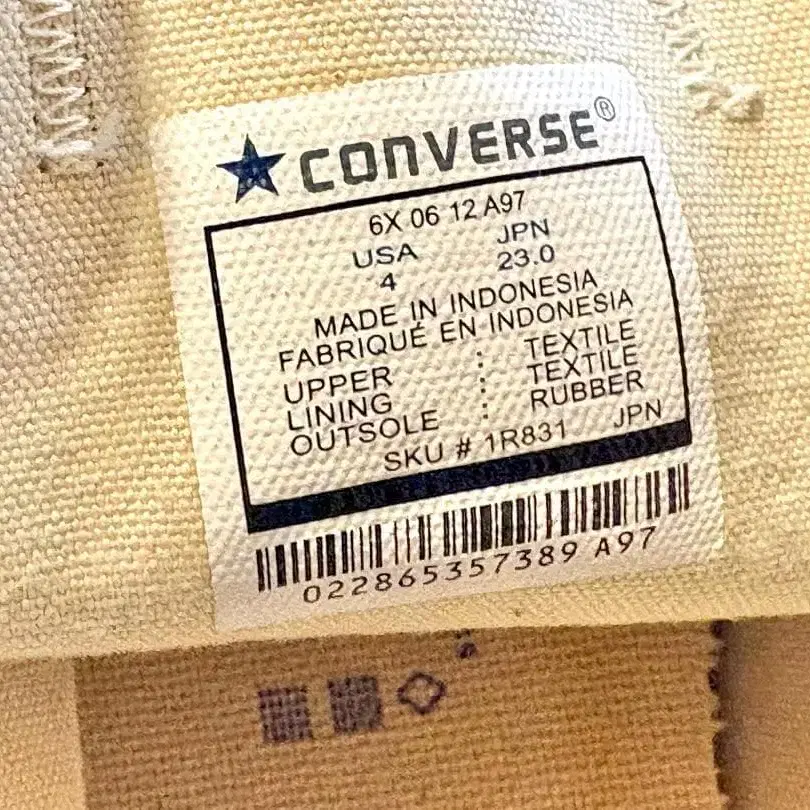 CONVERSE®
6X 06 12 A97
USA JPN
4 23.0
MADE IN INDONESIA
FABRIQUÉ EN INDONESIA
UPPER : TEXTILE
LINING : TEXTILE
OUTSOLE : RUBBER
SKU # 1R831 JPN
022865357389 A97